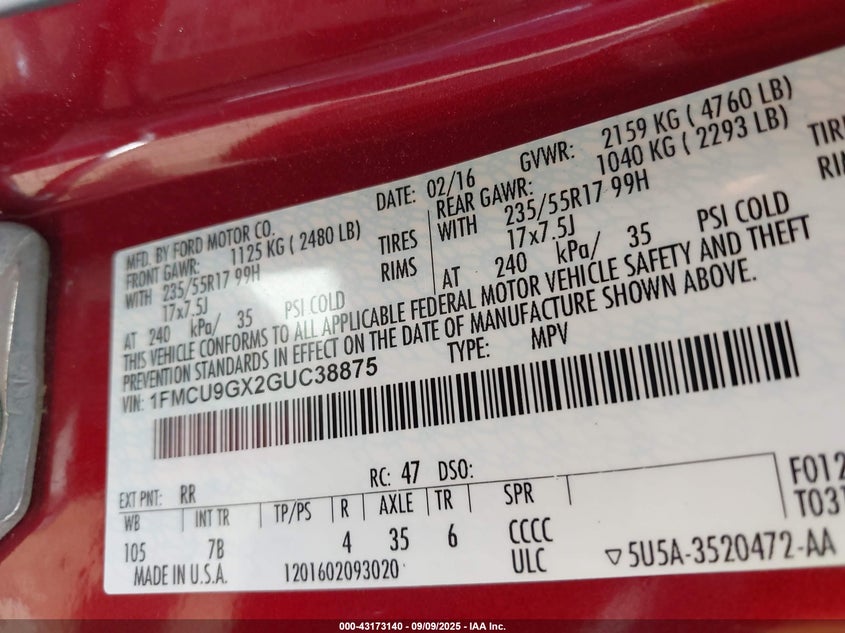 MFD. BY FORD MOTOR CO. DATE: 02/16 GVWR: 2159 KG ( 4760 LB)
FRONT GAWR: 1125 KG ( 2480 LB) REAR GAWR: 1040 KG ( 2293 LB)
WITH 235/55R17 99H TIRES WITH 235/55R17 99H TIRE
17x7.5J RIMS 17x7.5J RIM
AT 240 kPa/ 35 PSI COLD AT 240 kPa/ 35 PSI COLD
THIS VEHICLE CONFORMS TO ALL APPLICABLE FEDERAL MOTOR VEHICLE SAFETY AND THEFT
PREVENTION STANDARDS IN EFFECT ON THE DATE OF MANUFACTURE SHOWN ABOVE.
VIN: 1FMCU9GX2GUC38875 TYPE: MPV
RC: 47 DSO: F012
EXT PNT: RR T03
WB INT TR TP/PS R AXLE TR SPR
105 7B 4 35 6 CCCC
MADE IN U.S.A. 1201602093020 ULC 5U5A-3520472-AA
000-43173140 - 09/09/2025 - IAA Inc.